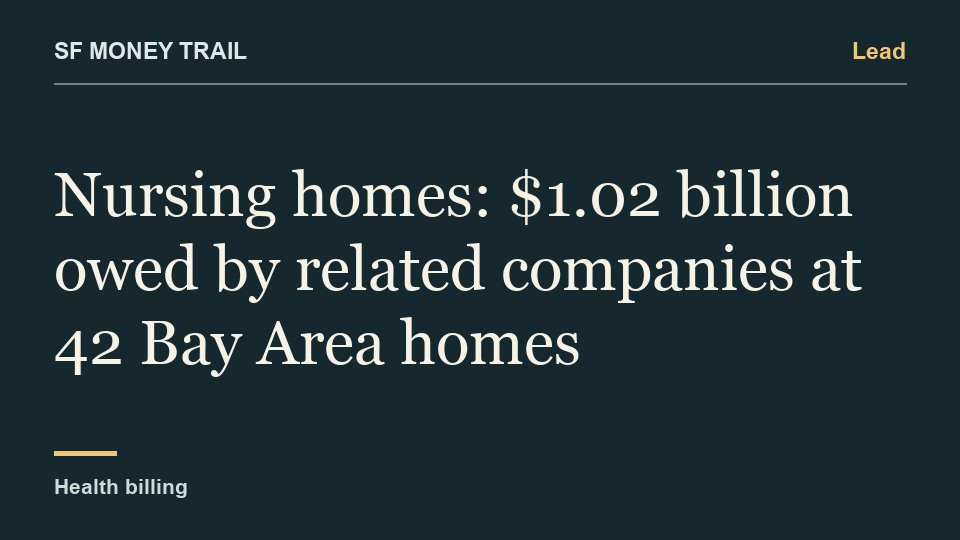 SF MONEY TRAIL
Lead
Nursing homes: $1.02 billion
owed by related companies at
42 Bay Area homes
Health billing